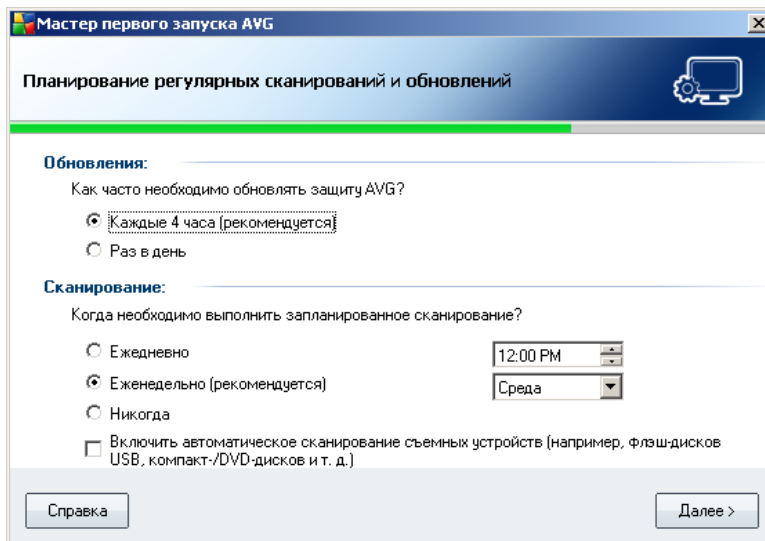 Мастер первого запуска AVG
Планирование регулярных сканирований и обновлений
Обновления:
Как часто необходимо обновлять защиту AVG?
Каждые 4 часа (рекомендуется)
Раз в день
Сканирование:
Когда необходимо выполнить запланированное сканирование?
Ежедневно
12:00 PM
Еженедельно (рекомендуется)
Среда
Никогда
Включить автоматическое сканирование съемных устройств (например, флэш-дисков
USB, компакт-/DVD-дисков и т. д.)
Справка
Далее >